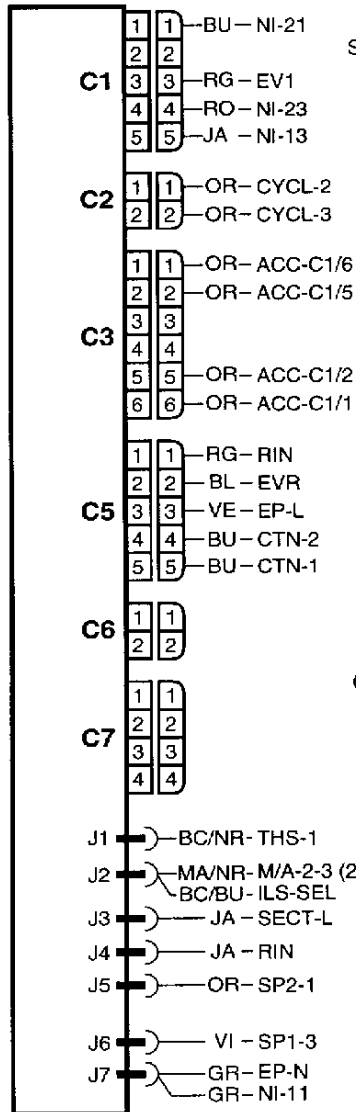 C1
1 1 BU – NI-21
2 2
3 3 RG – EV1
4 4 RO – NI-23
5 5 JA – NI-13
S
C2
1 1 OR – CYCL-2
2 2 OR – CYCL-3
C3
1 1 OR – ACC-C1/6
2 2 OR – ACC-C1/5
3 3
4 4
5 5 OR – ACC-C1/2
6 6 OR – ACC-C1/1
C5
1 1 RG – RIN
2 2 BL – EVR
3 3 VE – EP-L
4 4 BU – CTN-2
5 5 BU – CTN-1
C6
1 1
2 2
C7
1 1
2 2
3 3
4 4
J1 BC/NR – THS-1
J2 MA/NR – M/A-2-3 (2
BC/BU – ILS-SEL
J3 JA – SECT-L
J4 JA – RIN
J5 OR – SP2-1
J6 VI – SP1-3
J7 GR – EP-N
GR – NI-11